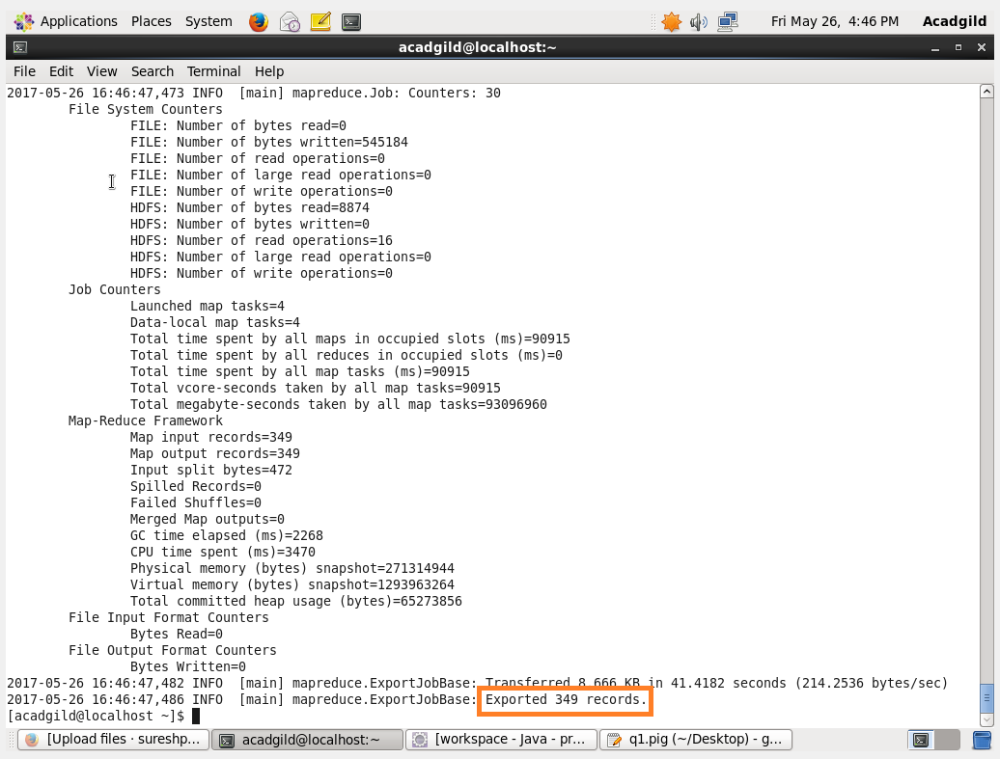 Applications Places System Fri May 26, 4:46 PM Acadgild
acadgild@localhost:~
File Edit View Search Terminal Help
2017-05-26 16:46:47,473 INFO [main] mapreduce.Job: Counters: 30
File System Counters
FILE: Number of bytes read=0
FILE: Number of bytes written=545184
FILE: Number of read operations=0
FILE: Number of large read operations=0
FILE: Number of write operations=0
HDFS: Number of bytes read=8874
HDFS: Number of bytes written=0
HDFS: Number of read operations=16
HDFS: Number of large read operations=0
HDFS: Number of write operations=0
Job Counters
Launched map tasks=4
Data-local map tasks=4
Total time spent by all maps in occupied slots (ms)=90915
Total time spent by all reduces in occupied slots (ms)=0
Total time spent by all map tasks (ms)=90915
Total vcore-seconds taken by all map tasks=90915
Total megabyte-seconds taken by all map tasks=93096960
Map-Reduce Framework
Map input records=349
Map output records=349
Input split bytes=472
Spilled Records=0
Failed Shuffles=0
Merged Map outputs=0
GC time elapsed (ms)=2268
CPU time spent (ms)=3470
Physical memory (bytes) snapshot=271314944
Virtual memory (bytes) snapshot=1293963264
Total committed heap usage (bytes)=65273856
File Input Format Counters
Bytes Read=0
File Output Format Counters
Bytes Written=0
2017-05-26 16:46:47,482 INFO [main] mapreduce.ExportJobBase: Transferred 8.666 KB in 41.4182 seconds (214.2536 bytes/sec)
2017-05-26 16:46:47,486 INFO [main] mapreduce.ExportJobBase: Exported 349 records.
[acadgild@localhost ~]$
[Upload files · sureshp... acadgild@localhost:~ [workspace - Java - pr... q1.pig (~/Desktop) - g...